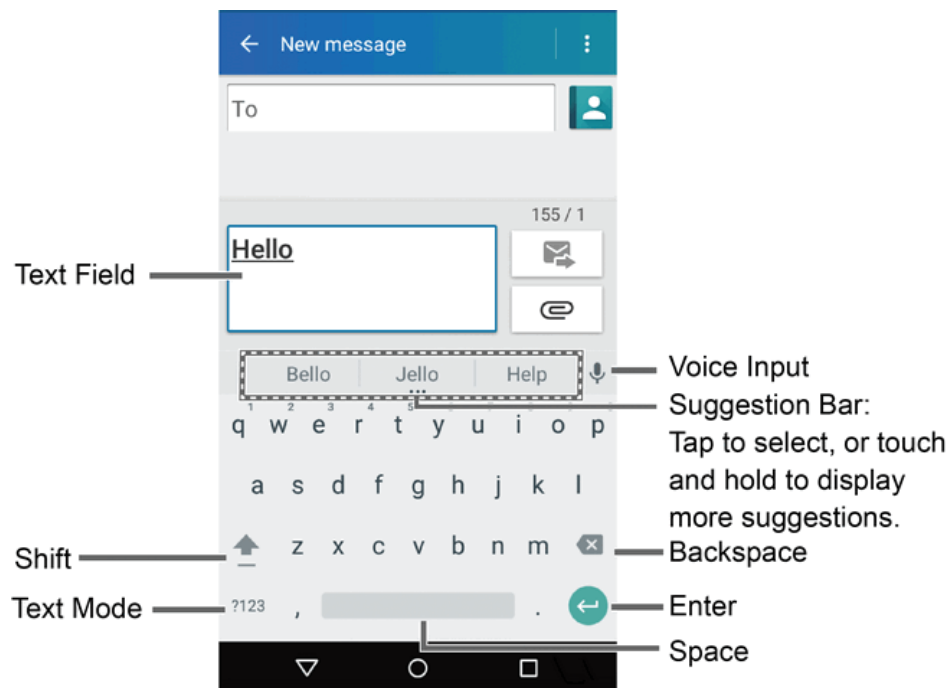 New message
To
155 / 1
Hello
Text Field
Bello Jello Help
Voice Input
Suggestion Bar:
Tap to select, or touch
and hold to display
more suggestions.
1 2 3 4 5
q w e r t y u i o p
a s d f g h j k l
Shift
z x c v b n m
Backspace
Text Mode
?123 , .
Enter
Space